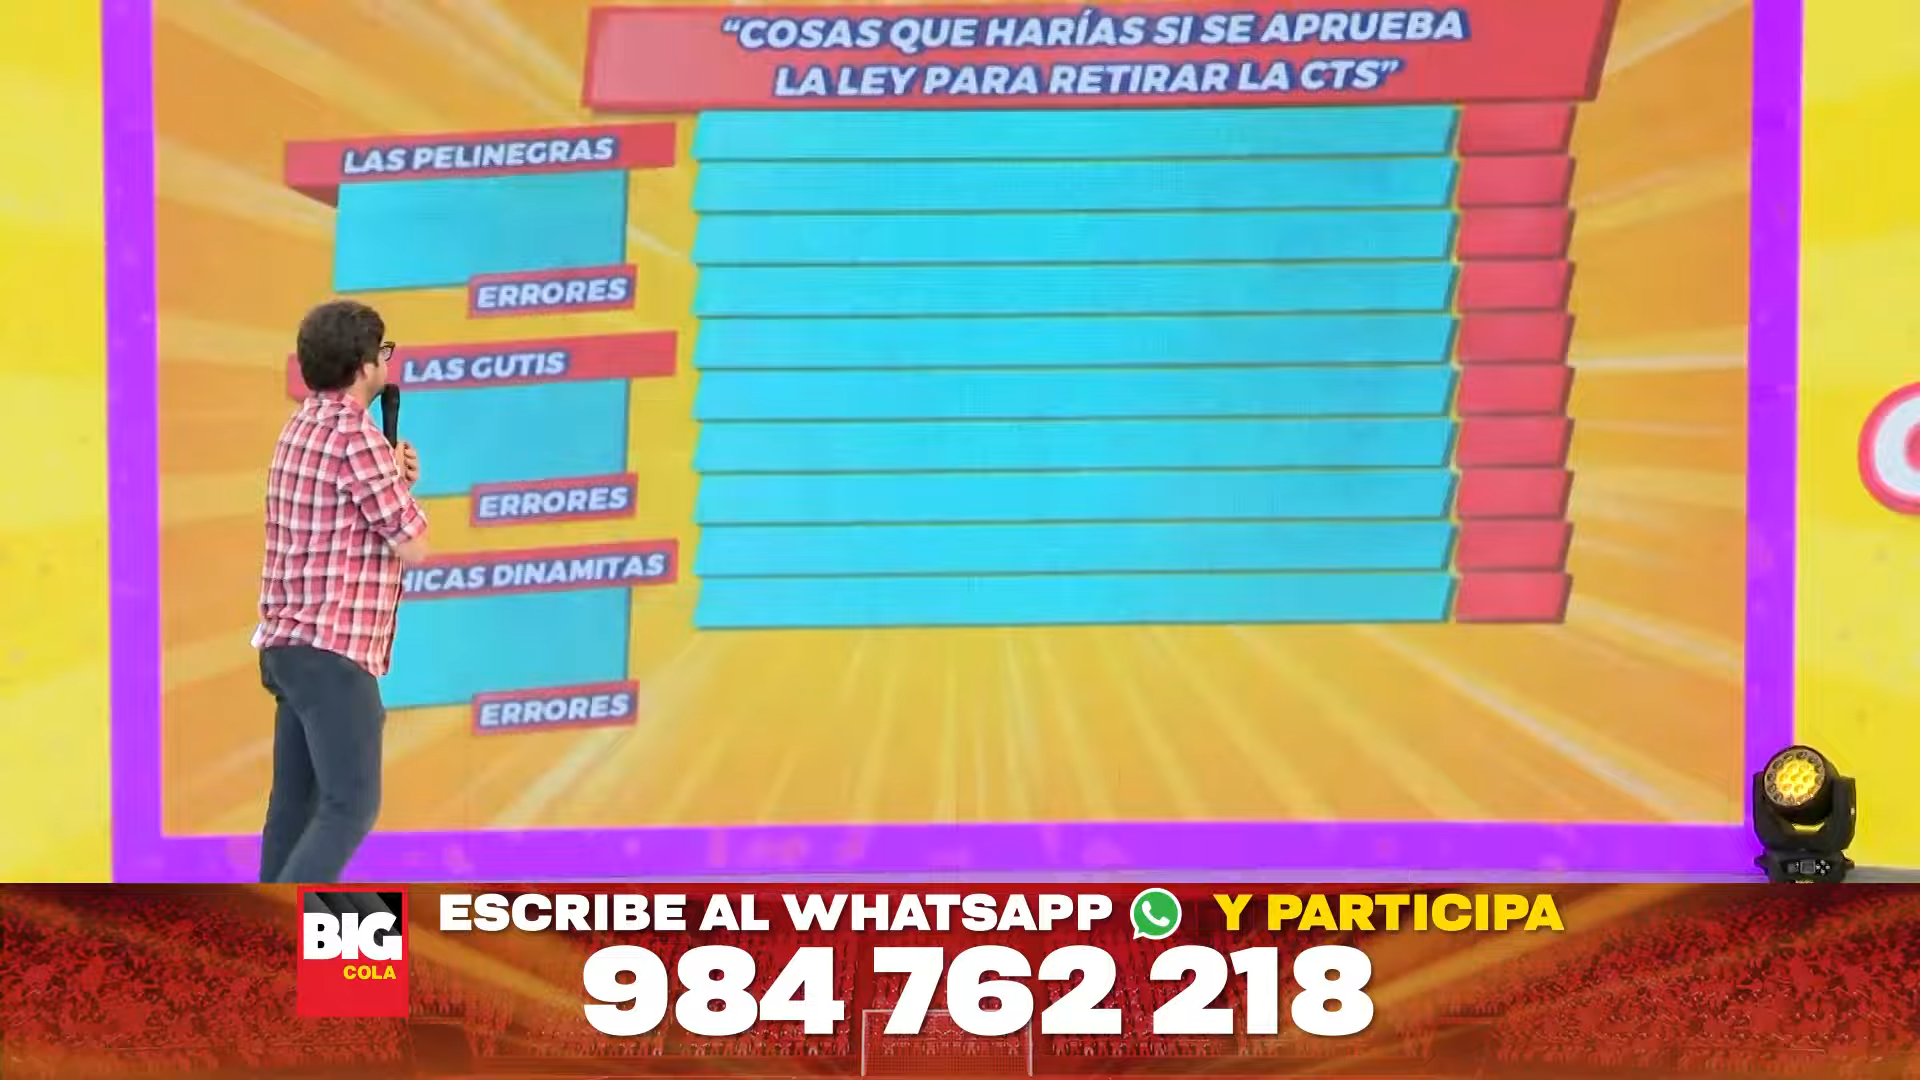 “COSAS QUE HARÍAS SI SE APRUEBA
LA LEY PARA RETIRAR LA CTS”
LAS PELINEGRAS
ERRORES
LAS GUTIS
ERRORES
HICAS DINAMITAS
ERRORES
BIG
COLA
ESCRIBE AL WHATSAPP Y PARTICIPA
984 762 218